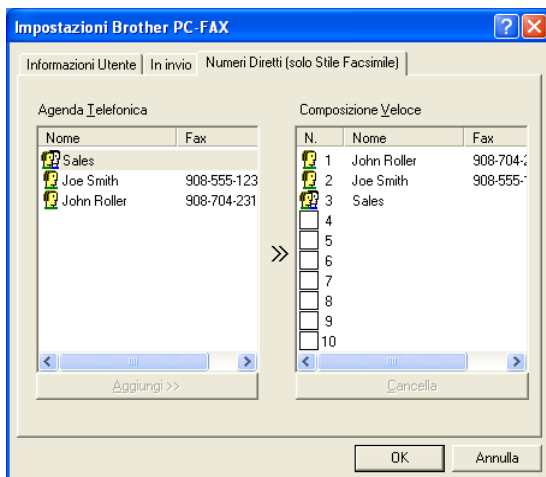 Impostazioni Brother PC-FAX
Informazioni Utente In invio Numeri Diretti (solo Stile Facsimile)
Agenda Telefonica
Nome Fax
Sales
Joe Smith 908-555-123
John Roller 908-704-231
Aggiungi >>
Composizione Veloce
N. Nome Fax
1 John Roller 908-704-2
2 Joe Smith 908-555-1
3 Sales
4
5
6
7
8
9
10
Cancella
OK Annulla